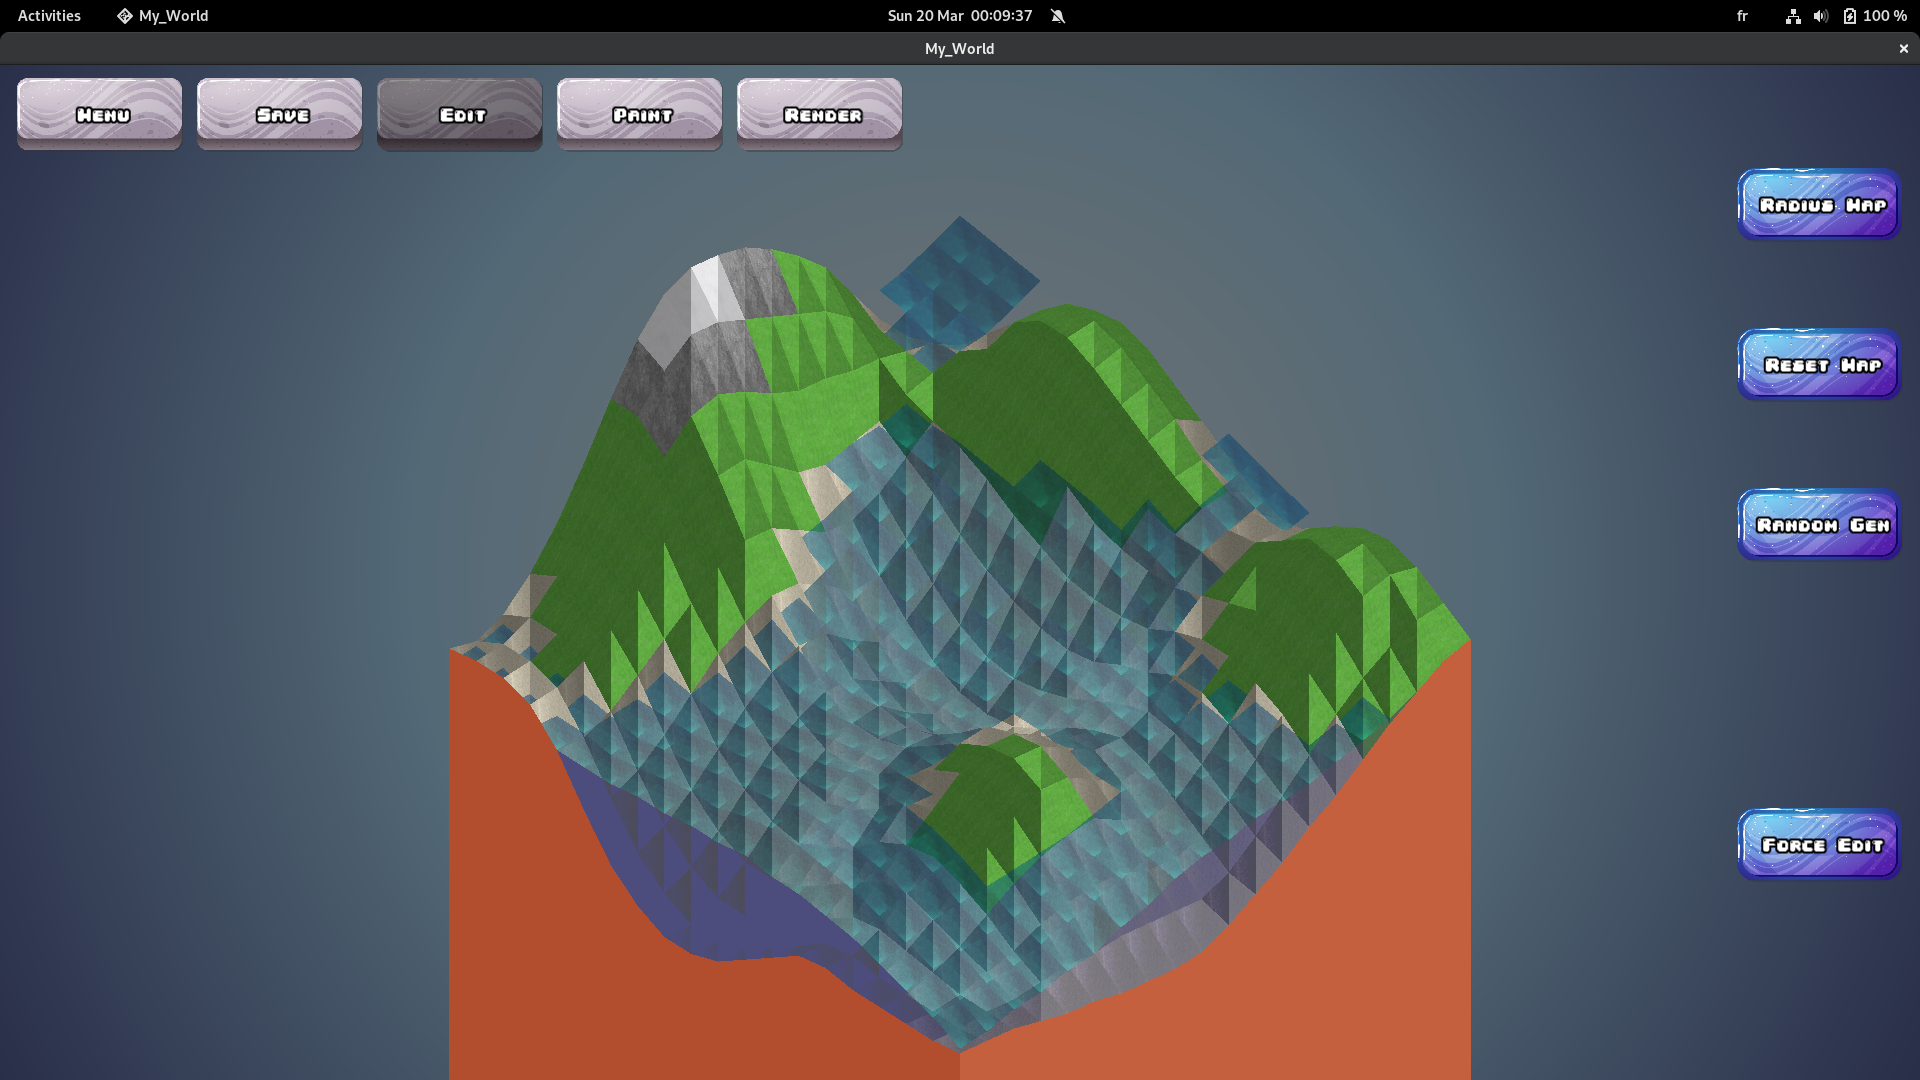 Activities My_World Sun 20 Mar 00:09:37 fr 100 %
My_World
Menu Save Edit Paint Render
Radius Map
Reset Map
Random Gen
Force Edit